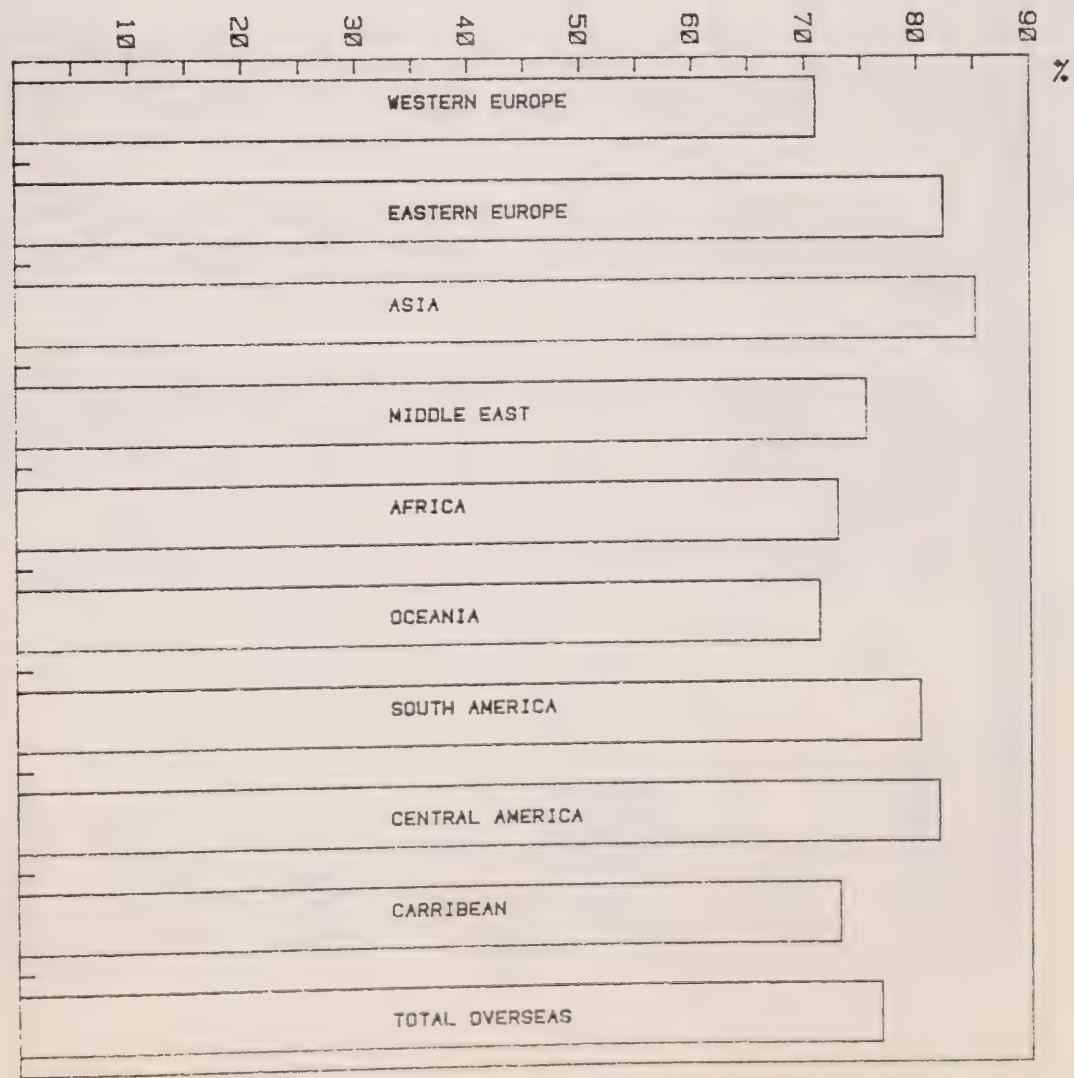 10 20 30 40 50 60 70 80 90
%
WESTERN EUROPE
EASTERN EUROPE
ASIA
MIDDLE EAST
AFRICA
OCEANIA
SOUTH AMERICA
CENTRAL AMERICA
CARRIBEAN
TOTAL OVERSEAS